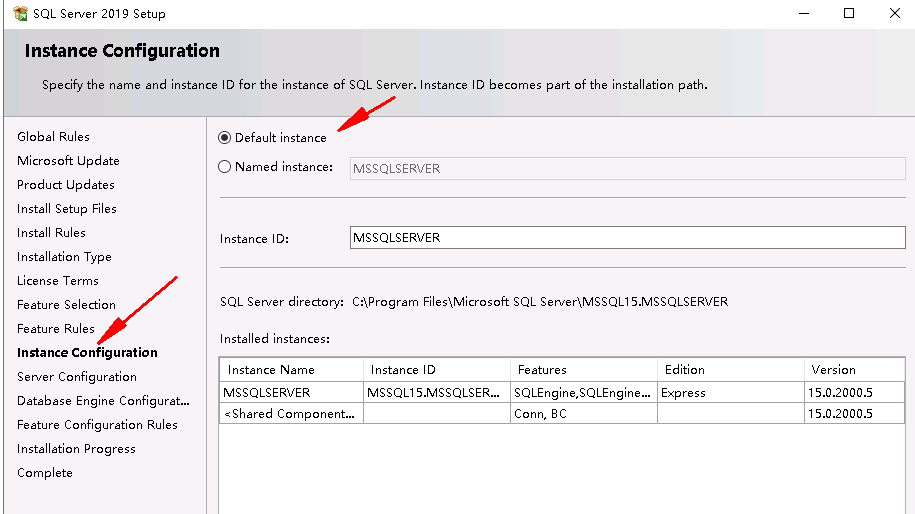 SQL Server 2019 Setup
Instance Configuration
Specify the name and instance ID for the instance of SQL Server. Instance ID becomes part of the installation path.
Global Rules
Microsoft Update
Product Updates
Install Setup Files
Install Rules
Installation Type
License Terms
Feature Selection
Feature Rules
Instance Configuration
Server Configuration
Database Engine Configurat...
Feature Configuration Rules
Installation Progress
Complete
Default instance
Named instance: MSSQLSERVER
Instance ID: MSSQLSERVER
SQL Server directory: C:\Program Files\Microsoft SQL Server\MSSQL15.MSSQLSERVER
Installed instances:
Instance Name Instance ID Features Edition Version
MSSQLSERVER MSSQL15.MSSQLSER... SQLEngine,SQLEngine... Express 15.0.2000.5
<Shared Component... Conn, BC 15.0.2000.5